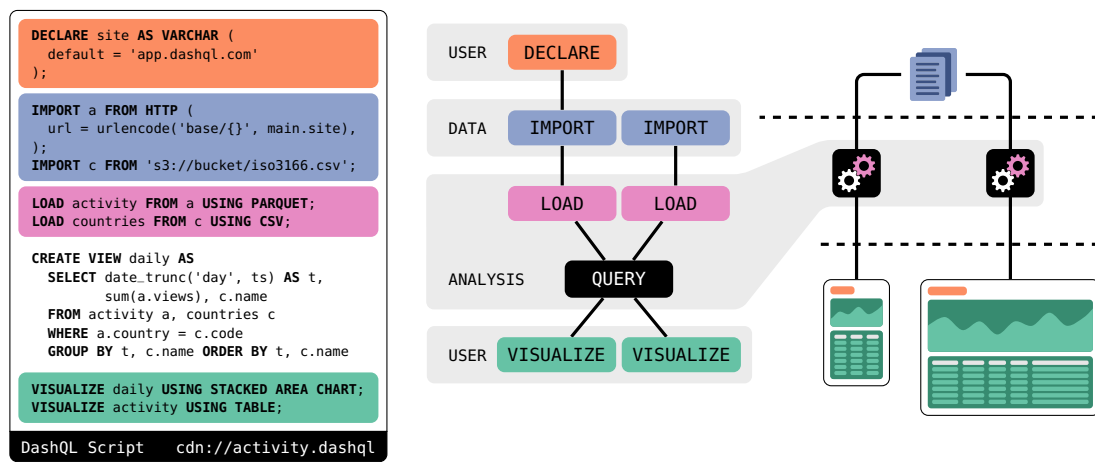 DECLARE site AS VARCHAR (
default = 'app.dashql.com'
);
IMPORT a FROM HTTP (
url = urlencode('base/{}', main.site),
);
IMPORT c FROM 's3://bucket/iso3166.csv';
LOAD activity FROM a USING PARQUET;
LOAD countries FROM c USING CSV;
CREATE VIEW daily AS
SELECT date_trunc('day', ts) AS t,
sum(a.views), c.name
FROM activity a, countries c
WHERE a.country = c.code
GROUP BY t, c.name ORDER BY t, c.name
VISUALIZE daily USING STACKED AREA CHART;
VISUALIZE activity USING TABLE;
DashQL Script cdn://activity.dashql
USER DECLARE
DATA IMPORT IMPORT
LOAD LOAD
ANALYSIS QUERY
USER VISUALIZE VISUALIZE